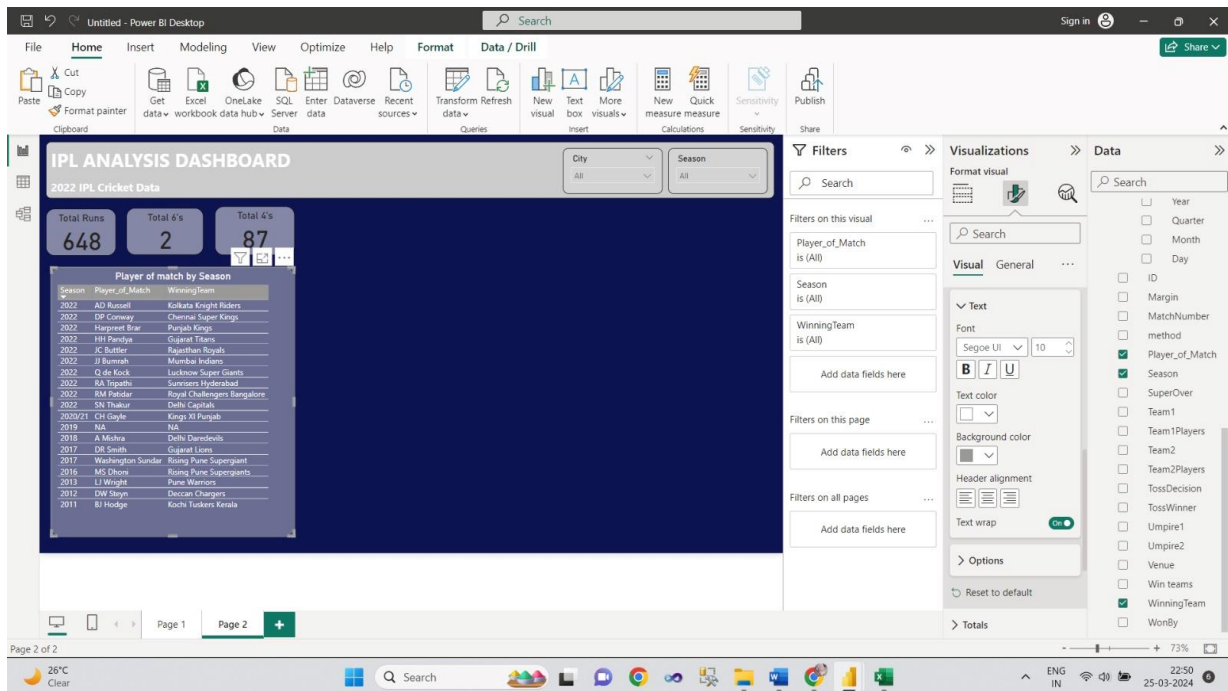 Untitled - Power BI Desktop
Search
Sign in
File Home Insert Modeling View Optimize Help Format Data / Drill
Share
Paste
Cut
Copy
Format painter
Get data
Excel workbook
OneLake data hub
SQL Server
Enter data
Dataverse
Recent sources
Transform data
Refresh
New visual
Text box
More visuals
New measure
Quick measure
Sensitivity
Publish
Clipboard Data Queries Insert Calculations Sensitivity Share
IPL ANALYSIS DASHBOARD
2022 IPL Cricket Data
City
All
Season
All
Total Runs
648
Total 6's
2
Total 4's
87
Player of match by Season
Season Player_of_Match WinningTeam
2022 AD Russell Kolkata Knight Riders
2022 DP Conway Chennai Super Kings
2022 Harpreet Brar Punjab Kings
2022 HH Pandya Gujarat Titans
2022 JC Buttler Rajasthan Royals
2022 JJ Bumrah Mumbai Indians
2022 Q de Kock Lucknow Super Giants
2022 RA Tripathi Sunrisers Hyderabad
2022 RM Patidar Royal Challengers Bangalore
2022 SN Thakur Delhi Capitals
2020/21 CH Gayle Kings XI Punjab
2019 NA NA
2018 A Mishra Delhi Daredevils
2017 DR Smith Gujarat Lions
2017 Washington Sundar Rising Pune Supergiant
2016 MS Dhoni Rising Pune Supergiants
2013 LJ Wright Pune Warriors
2012 DW Steyn Deccan Chargers
2011 BJ Hodge Kochi Tuskers Kerala
Filters
Search
Filters on this visual
Player_of_Match
is (All)
Season
is (All)
WinningTeam
is (All)
Add data fields here
Filters on this page
Add data fields here
Filters on all pages
Add data fields here
Visualizations
Format visual
Search
Visual General
Text
Font
Segoe UI 10
B I U
Text color
Background color
Header alignment
Text wrap On
Options
Reset to default
Totals
Data
Search
Year
Quarter
Month
Day
ID
Margin
MatchNumber
method
Player_of_Match
Season
SuperOver
Team1
Team1Players
Team2
Team2Players
TossDecision
TossWinner
Umpire1
Umpire2
Venue
Win teams
WinningTeam
WonBy
Page 1 Page 2 +
Page 2 of 2
73%
26°C
Clear
Search
ENG
IN
22:50
25-03-2024
6